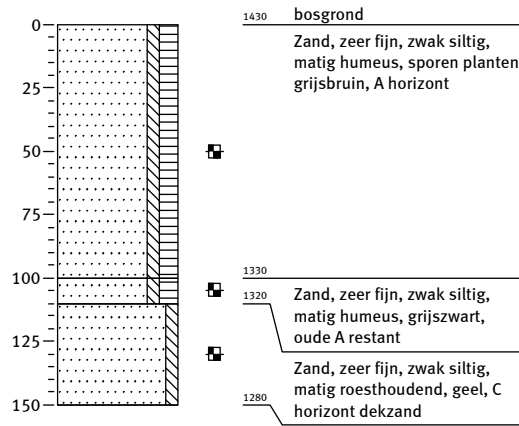 0
25
50
75
100
125
150
1430 bosgrond
Zand, zeer fijn, zwak siltig,
matig humeus, sporen planten
grijsbruin, A horizont
1330
1320
Zand, zeer fijn, zwak siltig,
matig humeus, grijszwart,
oude A restant
Zand, zeer fijn, zwak siltig,
matig roesthoudend, geel, C
1280
horizont dekzand